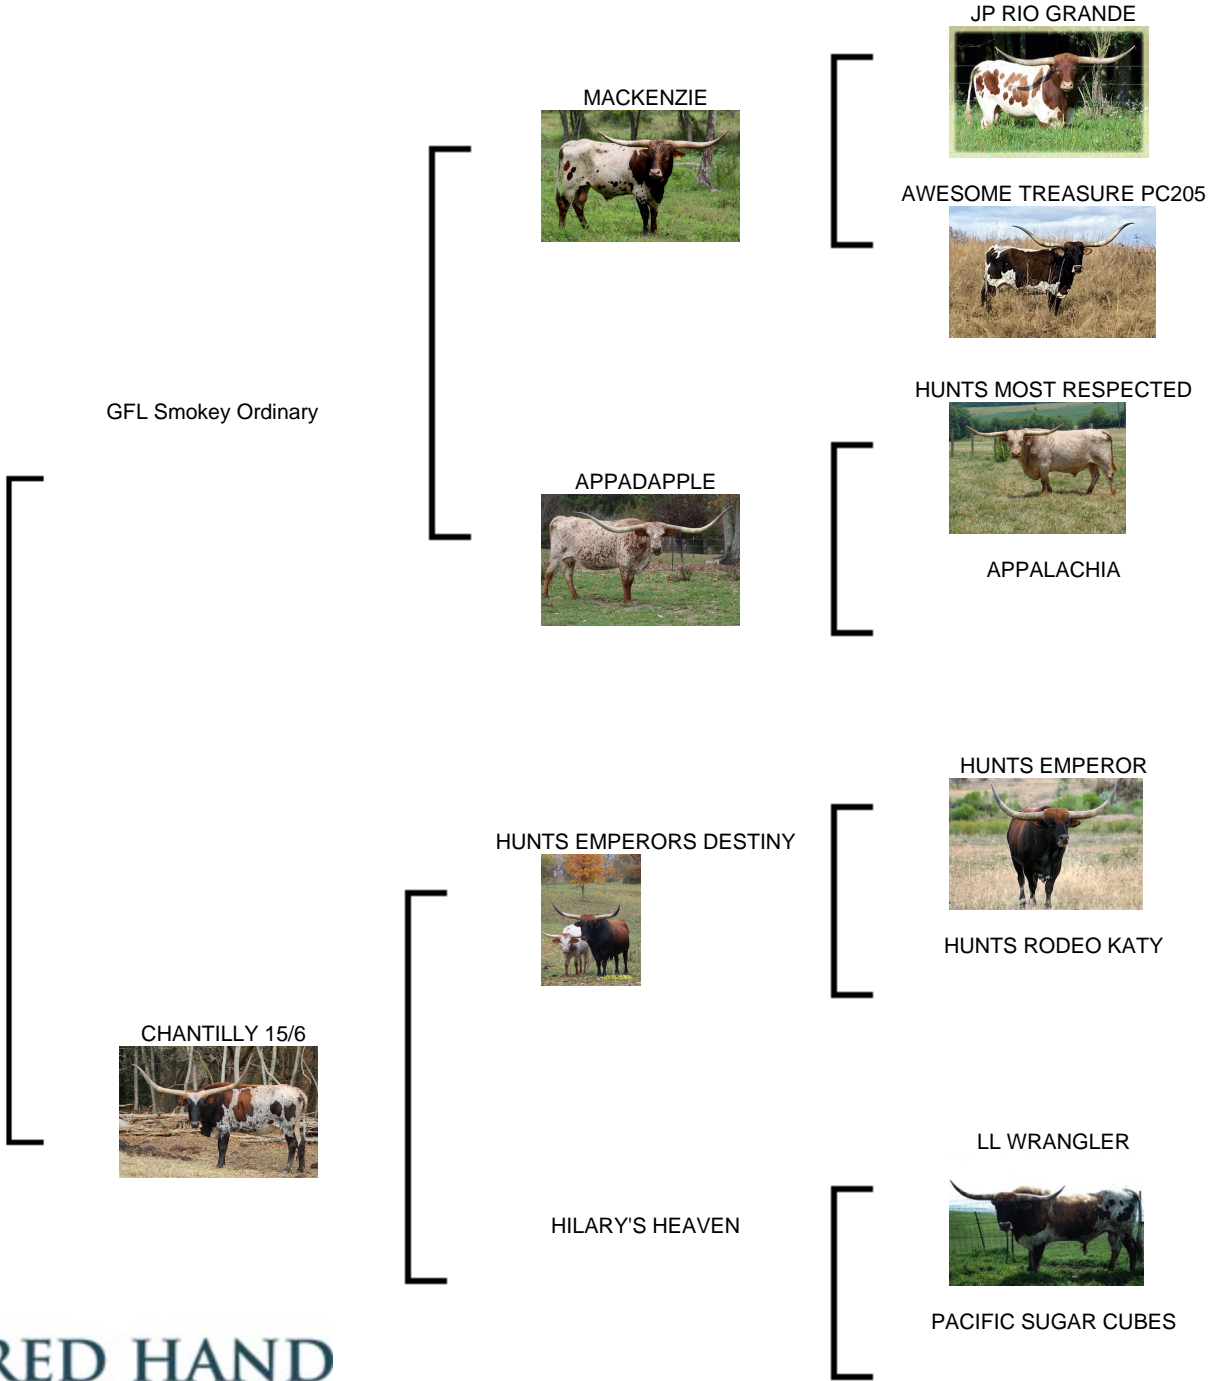 JP RIO GRANDE
MACKENZIE
AWESOME TREASURE PC205
GFL Smokey Ordinary
HUNTS MOST RESPECTED
APPADAPPLE
APPALACHIA
HUNTS EMPEROR
HUNTS EMPERORS DESTINY
HUNTS RODEO KATY
CHANTILLY 15/6
LL WRANGLER
HILARY'S HEAVEN
PACIFIC SUGAR CUBES
RED HAND